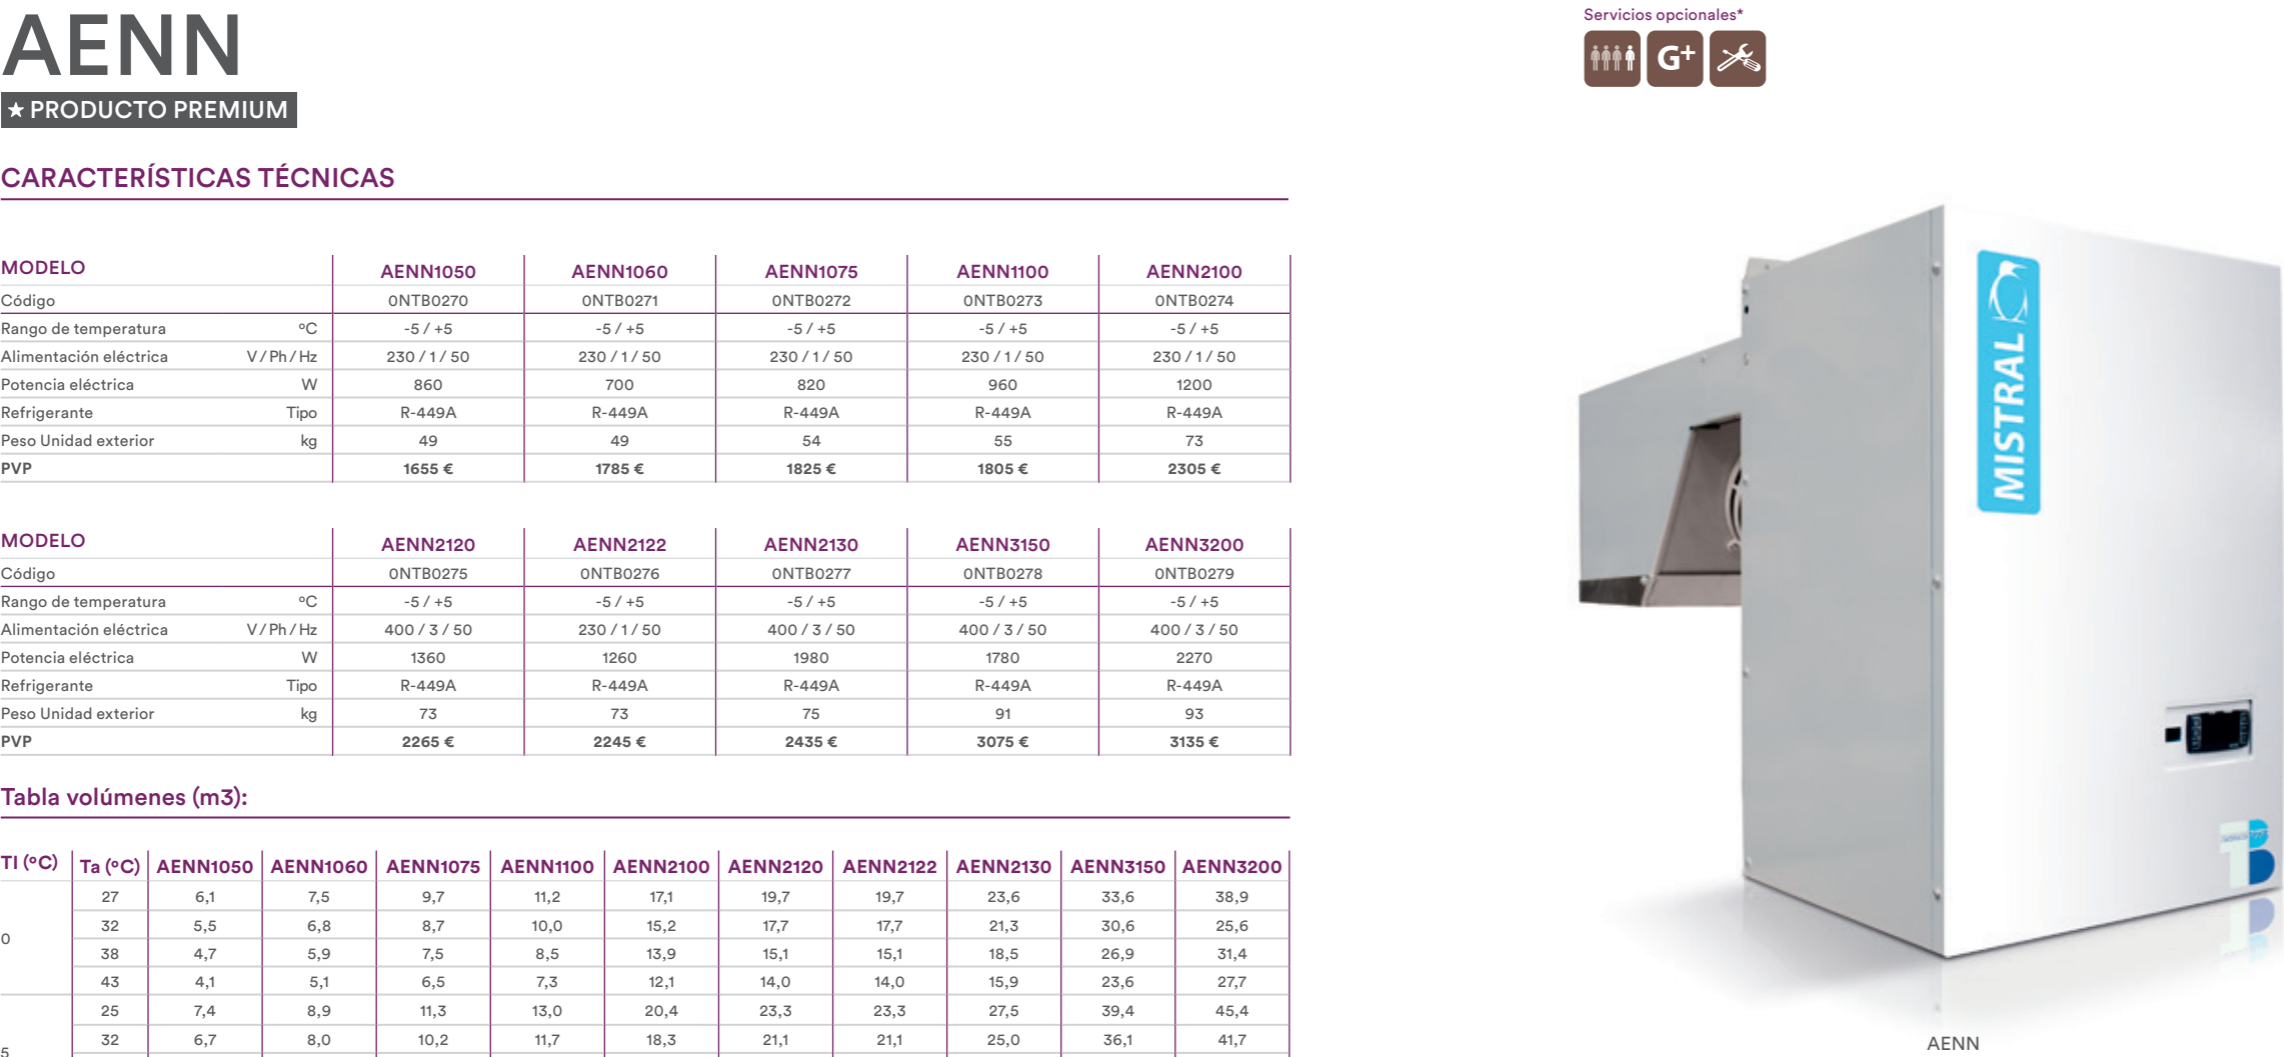 AENN
★ PRODUCTO PREMIUM
Servicios opcionales*
G+
CARACTERÍSTICAS TÉCNICAS
MODELO AENN1050 AENN1060 AENN1075 AENN1100 AENN2100
Código 0NTB0270 0NTB0271 0NTB0272 0NTB0273 0NTB0274
Rango de temperatura ºC -5 / +5 -5 / +5 -5 / +5 -5 / +5 -5 / +5
Alimentación eléctrica V / Ph / Hz 230 / 1 / 50 230 / 1 / 50 230 / 1 / 50 230 / 1 / 50 230 / 1 / 50
Potencia eléctrica W 860 700 820 960 1200
Refrigerante Tipo R-449A R-449A R-449A R-449A R-449A
Peso Unidad exterior kg 49 49 54 55 73
PVP 1655 € 1785 € 1825 € 1805 € 2305 €
MODELO AENN2120 AENN2122 AENN2130 AENN3150 AENN3200
Código 0NTB0275 0NTB0276 0NTB0277 0NTB0278 0NTB0279
Rango de temperatura ºC -5 / +5 -5 / +5 -5 / +5 -5 / +5 -5 / +5
Alimentación eléctrica V / Ph / Hz 400 / 3 / 50 230 / 1 / 50 400 / 3 / 50 400 / 3 / 50 400 / 3 / 50
Potencia eléctrica W 1360 1260 1980 1780 2270
Refrigerante Tipo R-449A R-449A R-449A R-449A R-449A
Peso Unidad exterior kg 73 73 75 91 93
PVP 2265 € 2245 € 2435 € 3075 € 3135 €
Tabla volúmenes (m3):
TI (ºC) Ta (ºC) AENN1050 AENN1060 AENN1075 AENN1100 AENN2100 AENN2120 AENN2122 AENN2130 AENN3150 AENN3200
27 6,1 7,5 9,7 11,2 17,1 19,7 19,7 23,6 33,6 38,9
32 5,5 6,8 8,7 10,0 15,2 17,7 17,7 21,3 30,6 25,6
0
38 4,7 5,9 7,5 8,5 13,9 15,1 15,1 18,5 26,9 31,4
43 4,1 5,1 6,5 7,3 12,1 14,0 14,0 15,9 23,6 27,7
25 7,4 8,9 11,3 13,0 20,4 23,3 23,3 27,5 39,4 45,4
32 6,7 8,0 10,2 11,7 18,3 21,1 21,1 25,0 36,1 41,7
5
MISTRAL
AENN